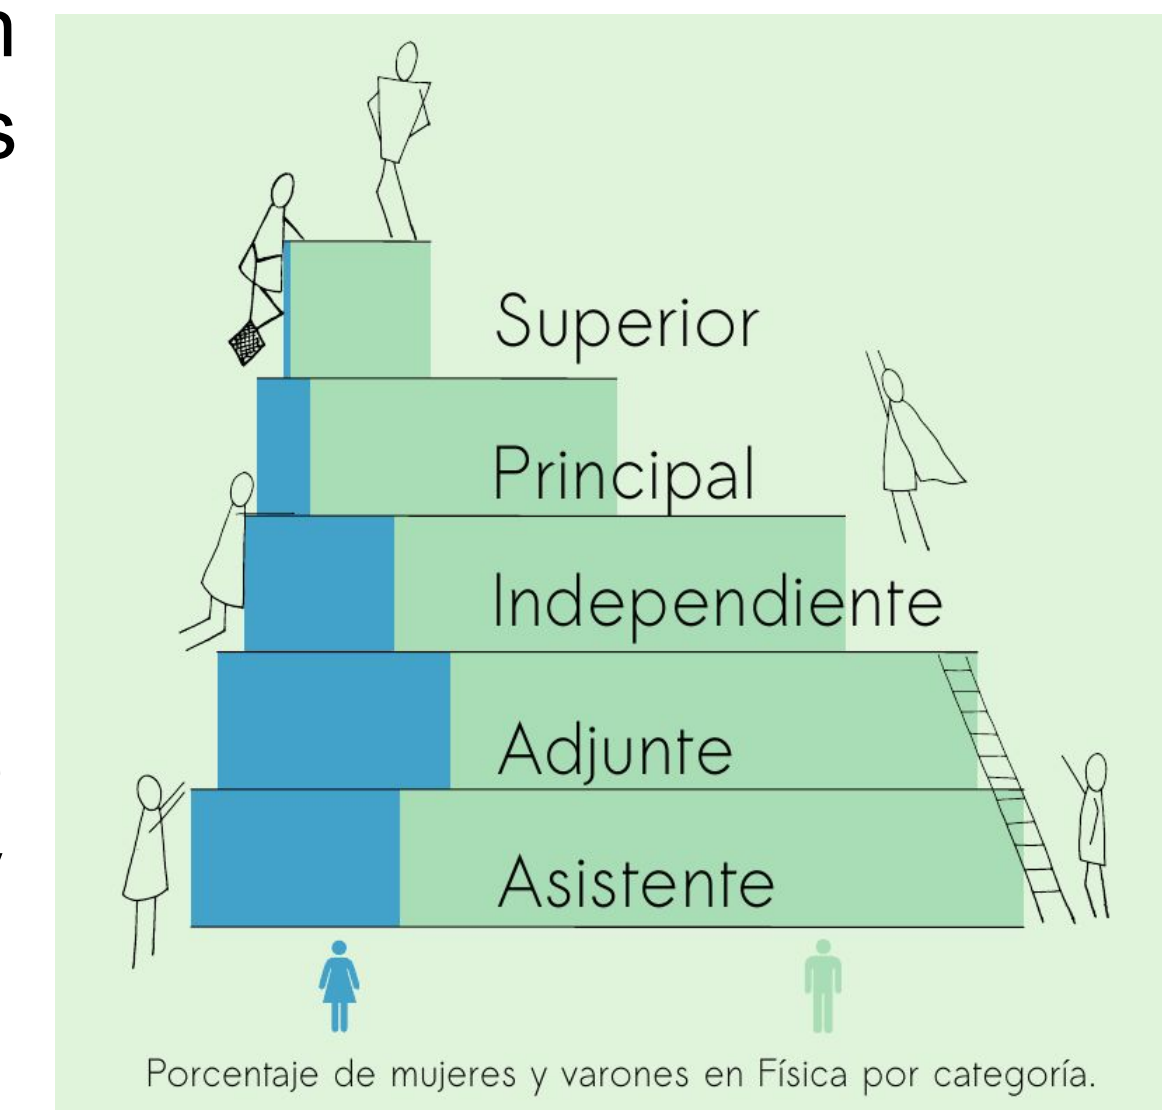 Superior
Principal
Independiente
Adjunte
Asistente
Porcentaje de mujeres y varones en Física por categoría.